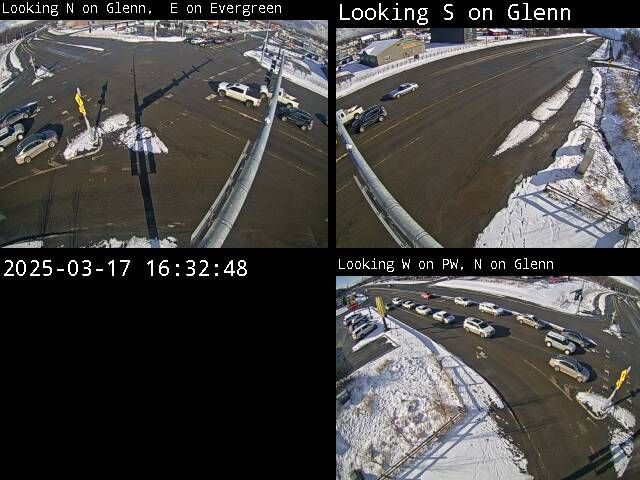 Looking N on Glenn,  E on Evergreen
Looking S on Glenn
2025-03-17 16:32:48
Looking W on PW, N on Glenn